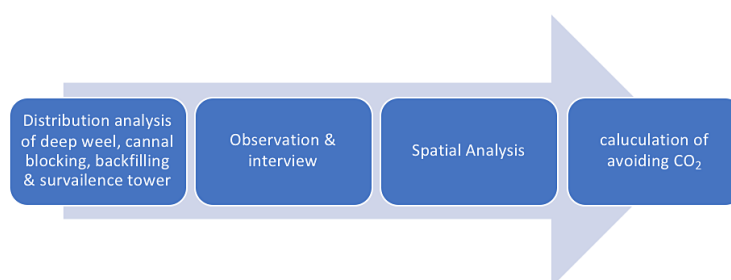 Distribution analysis
of deep weel, cannal
blocking, backfilling
& survailence tower
Observation &
interview
Spatial Analysis
caluculation of
avoiding CO₂